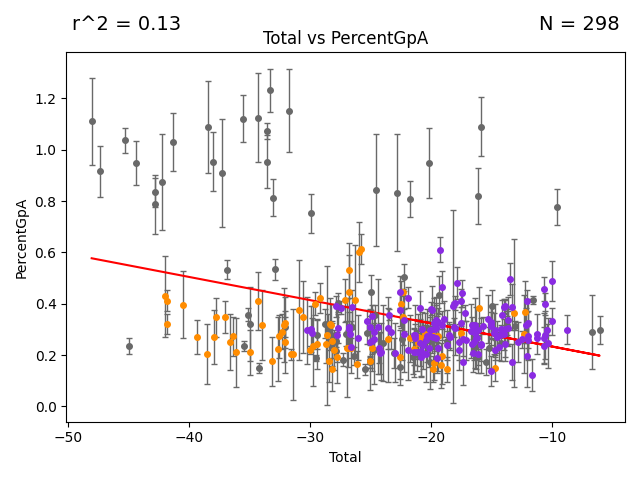 r^2 = 0.13
N = 298
Total vs PercentGpA
PercentGpA
1.2
1.0
0.8
0.6
0.4
0.2
0.0
−50
−40
−30
−20
−10
Total